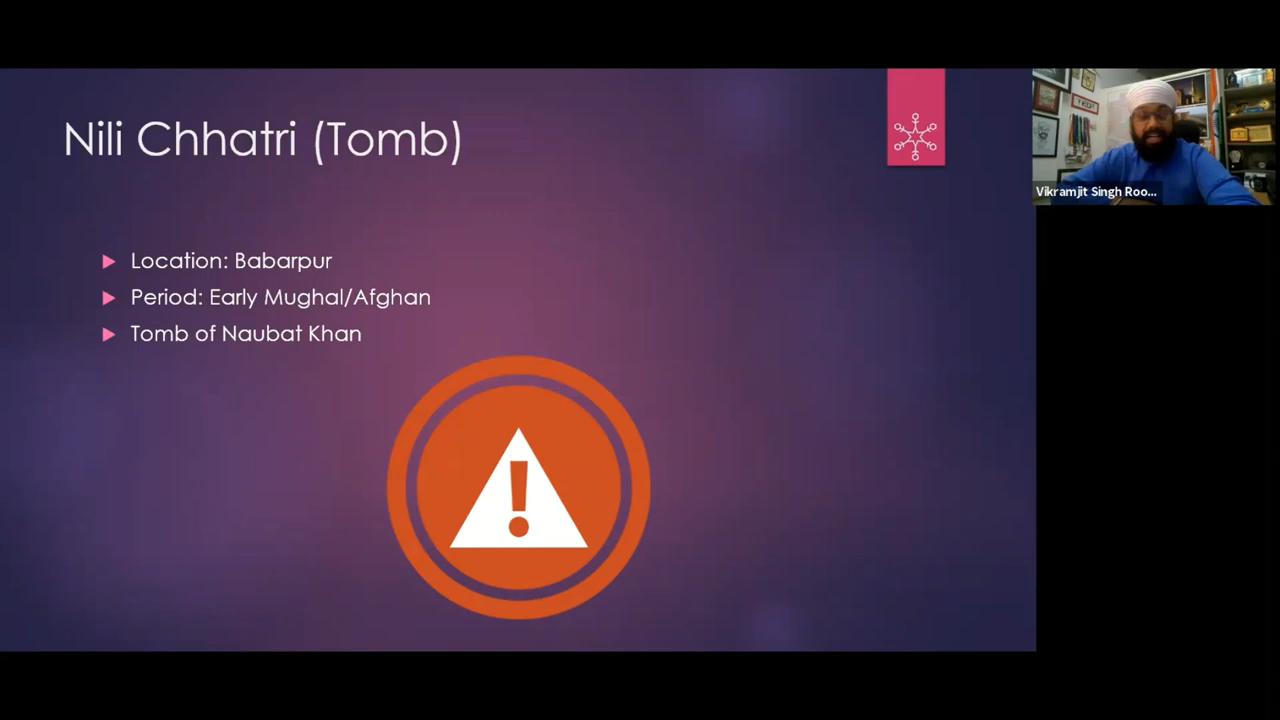 Nili Chhatri (Tomb)
Location: Babarpur
Period: Early Mughal/Afghan
Tomb of Naubat Khan
!
Vikramjit Singh Roo...